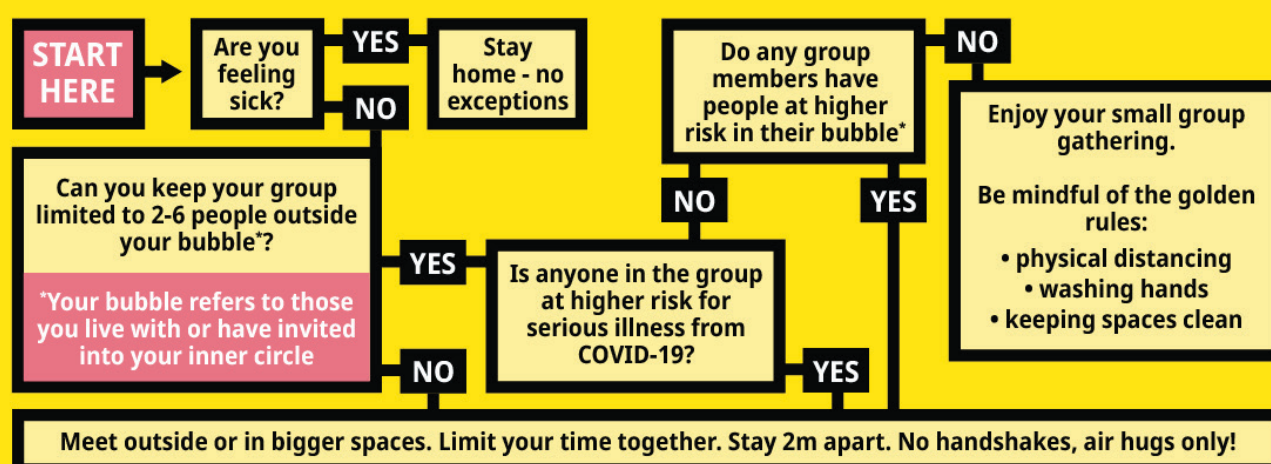 START
HERE
Are you
feeling
sick?
YES
Stay
home - no
exceptions
NO
Can you keep your group
limited to 2-6 people outside
your bubble*?
*Your bubble refers to those
you live with or have invited
into your inner circle
YES
NO
Is anyone in the group
at higher risk for
serious illness from
COVID-19?
NO
YES
Do any group
members have
people at higher
risk in their bubble*
NO
YES
Enjoy your small group
gathering.
Be mindful of the golden
rules:
• physical distancing
• washing hands
• keeping spaces clean
Meet outside or in bigger spaces. Limit your time together. Stay 2m apart. No handshakes, air hugs only!